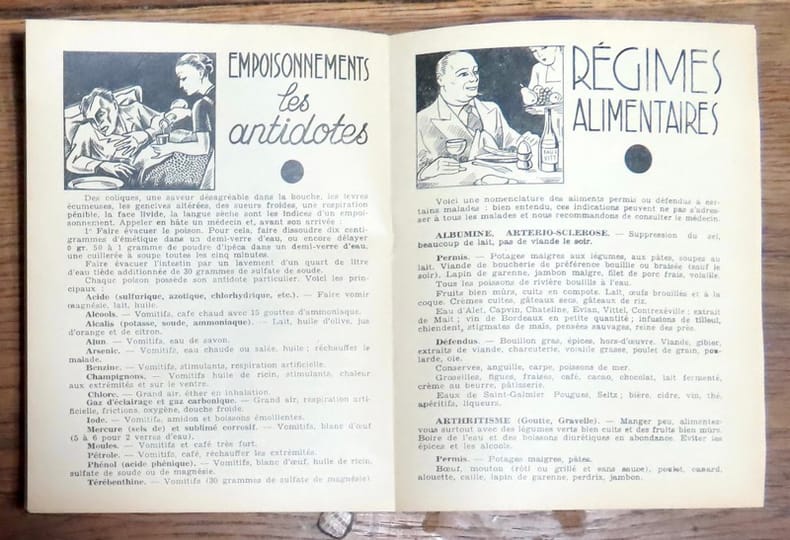 EMPOISONNEMENTS
les
antidotes
Des coliques, une saveur désagréable dans la bouche, les lèvres
écumeuses, les gencives altérées, des sueurs froides, une respiration
pénible, la face livide, la langue sèche sont les indices d'un empoi-
sonnement. Appeler en hâte un médecin et, avant son arrivée :
1° Faire évacuer le poison. Pour cela, faire dissoudre dix centi-
grammes d'émétique dans un demi-verre d'eau, ou encore délayer
0 gr. 50 à 1 gramme de poudre d'ipéca dans un demi-verre d'eau,
une cuillerée à soupe toutes les cinq minutes.
Faire évacuer l'intestin par un lavement d'un quart de litre
d'eau tiède additionnée de 30 grammes de sulfate de soude.
Chaque poison possède son antidote particulier. Voici les prin-
cipaux :
Acide (sulfurique, azotique, chlorhydrique, etc.). — Faire vomir
magnésie, lait, huile.
Alcools. — Vomitifs, cafe chaud avec 15 gouttes d'ammoniaque.
Alcalis (potasse, soude, ammoniaque). — Lait, huile d'olive, jus
d'orange et de citron.
Alun. — Vomitifs, eau de savon.
Arsenic. — Vomitifs, eau chaude ou salée, huile ; réchauffez le
malade.
Benzine. — Vomitifs, stimulants, respiration artificielle.
Champignons. — Vomitifs huile de ricin, stimulants, chaleur
aux extrémités et sur le ventre.
Chlore. — Grand air, éther en inhalation.
Gaz d'éclairage et gaz carbonique. — Grand air, respiration arti-
ficielle, frictions, oxygène, douche froide.
Iode. — Vomitifs, amidon et boissons émollientes.
Mercure (sels de) et sublimé corrosif. — Vomitifs, blanc d'œuf
(5 à 6 pour 2 verres d'eau).
Moules. — Vomitifs et café très fort.
Pétrole. — Vomitifs, café, réchauffer les extrémités.
Phénol (acide phénique). — Vomitifs, blanc d'œuf, huile de ricin,
sulfate de soude ou de magnésie.
Térébenthine. — Vomitifs (30 grammes de sulfate de magnésie)
RÉGIMES
ALIMENTAIRES
EAU DE
VITT
Voici une nomenclature des aliments permis ou défendus à cer-
tains malades : bien entendu, ces indications peuvent ne pas s'adres-
ser à tous les malades et nous recommandons de consulter le médecin.
ALBUMINE, ARTERIO-SCLEROSE. — Suppression du sel,
beaucoup de lait, pas de viande le soir.
Permis. — Potages maigres aux légumes, aux pâtes, soupes au
lait. Viande de boucherie de préférence bouillie ou braisée (sauf le
soir). Lapin de garenne, jambon maigre, filet de porc frais, volaille.
Tous les poissons de rivière bouillis à l'eau.
Fruits bien mûrs, cuits en compote. Lait, œufs brouillés et à la
coque. Crèmes cuites, gâteaux secs, gâteaux de riz.
Eau d'Alet, Capvin, Chateline, Evian, Vittel, Contrexéville ; extrait
de Malt ; vin de Bordeaux en petite quantité ; infusions de tilleul,
chiendent, stigmates de maïs, pensées sauvages, reine des près.
Défendus. — Bouillon gras, épices, hors-d'œuvre. Viande, gibier,
extraits de viande, charcuterie, volaille grasse, poulet de grain, pou-
larde, oie.
Conserves, anguille, carpe, poissons de mer.
Groseilles, figues, fraises, café, cacao, chocolat, lait fermenté,
crème au beurre, pâtisserie.
Eaux de Saint-Galmier Pougues, Seltz ; bière, cidre, vin, thé,
apéritifs, liqueurs.
ARTHRITISME (Goutte, Gravelle). — Manger peu, alimentez-
vous surtout avec des légumes verts bien cuits et des fruits bien mûrs.
Boire de l'eau et des boissons diurétiques en abondance. Eviter les
épices et les alcools.
Permis. — Potages maigres, pâtes.
Bœuf, mouton (rôti ou grillé et sans sauce), poulet, canard,
alouette, caille, lapin de garenne, perdrix, jambon.